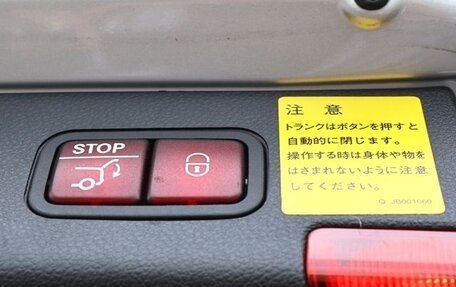 STOP
注 意
トランクはボタンを押すと
自動的に閉じます。
操作する時は身体や物を
はさまれないように注意
してください。
Q JB001660